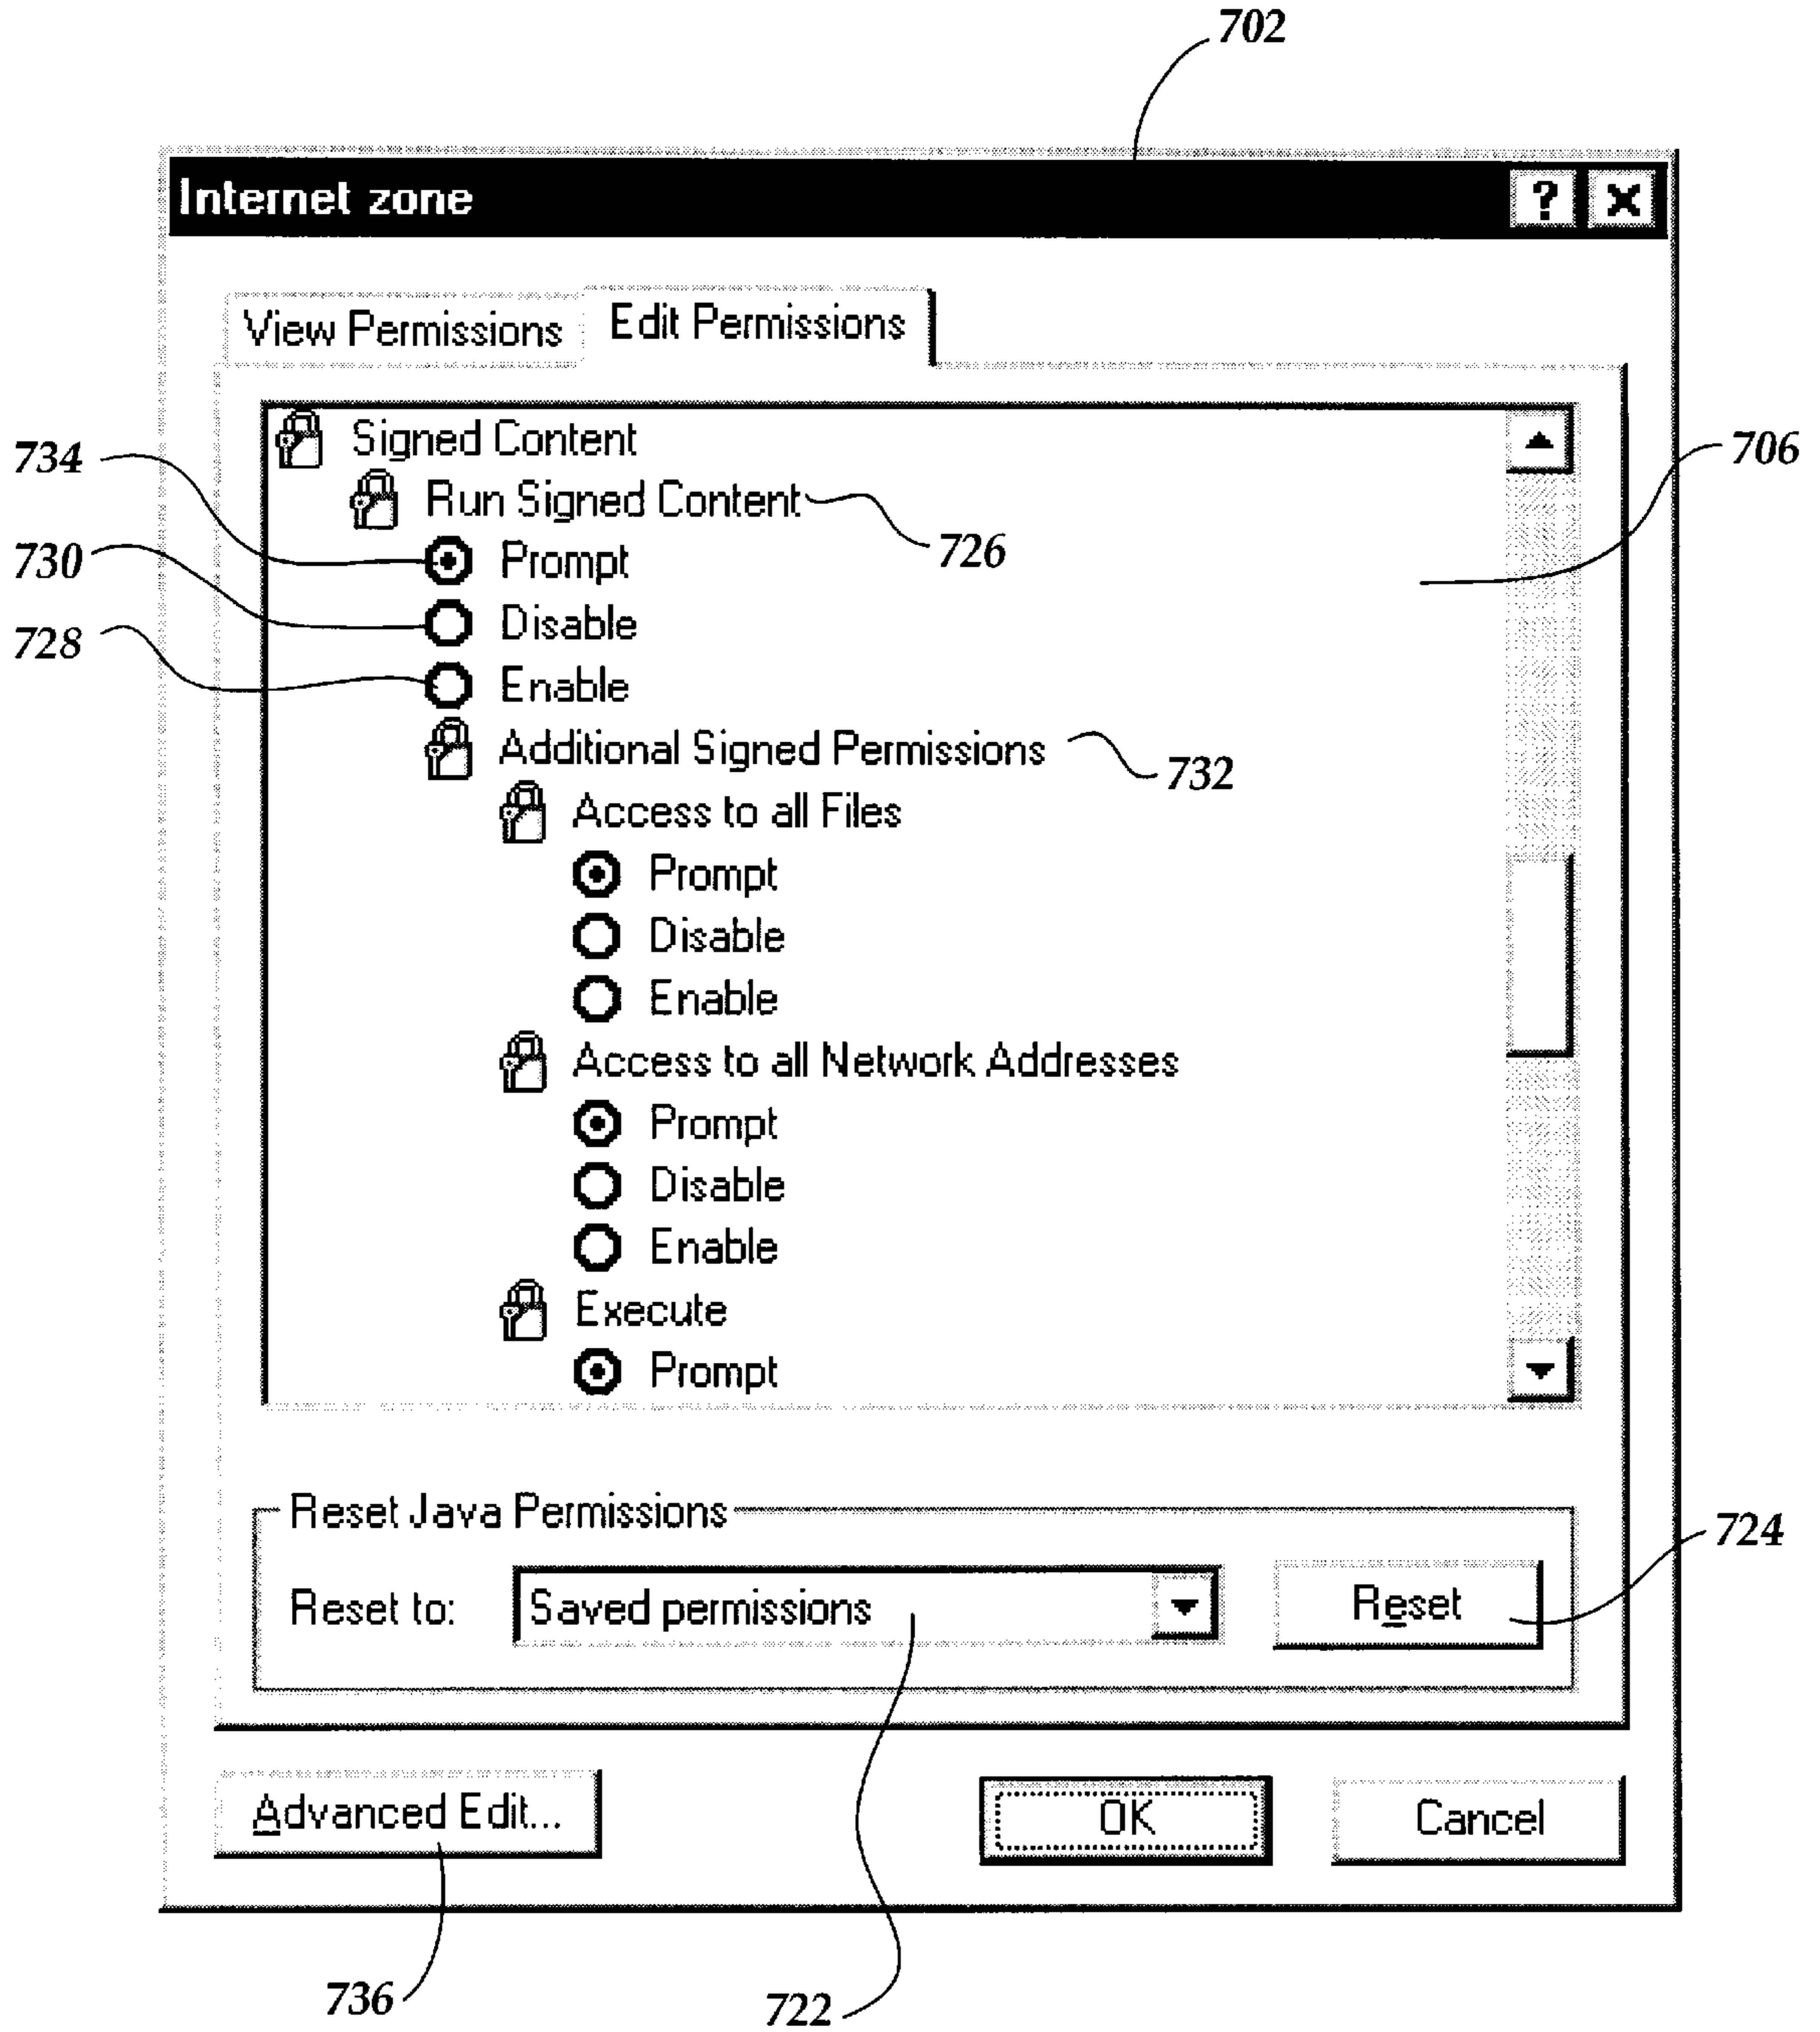 702
Internet zone
View Permissions
Edit Permissions
Signed Content
734
706
Run Signed Content
726
730
Prompt
Disable
728
Enable
Additional Signed Permissions
732
Access to all Files
Prompt
Disable
Enable
Access to all Network Addresses
Prompt
Disable
Enable
Execute
Prompt
Reset Java Permissions
724
Reset to:
Saved permissions
Reset
Advanced Edit...
OK
Cancel
736
722